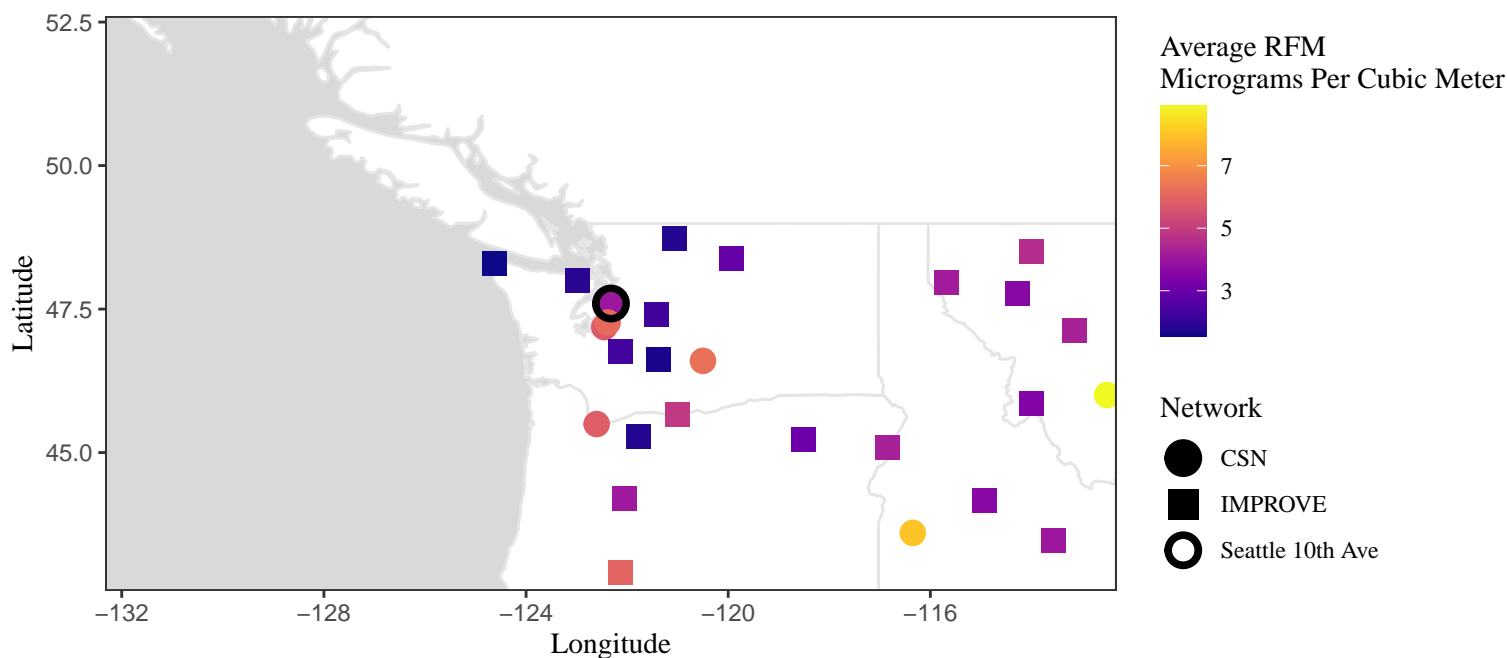 52.5
50.0
47.5
45.0
Latitude
−132
−128
−124
−120
−116
Longitude
Average RFM
Micrograms Per Cubic Meter
7
5
3
Network
CSN
IMPROVE
Seattle 10th Ave